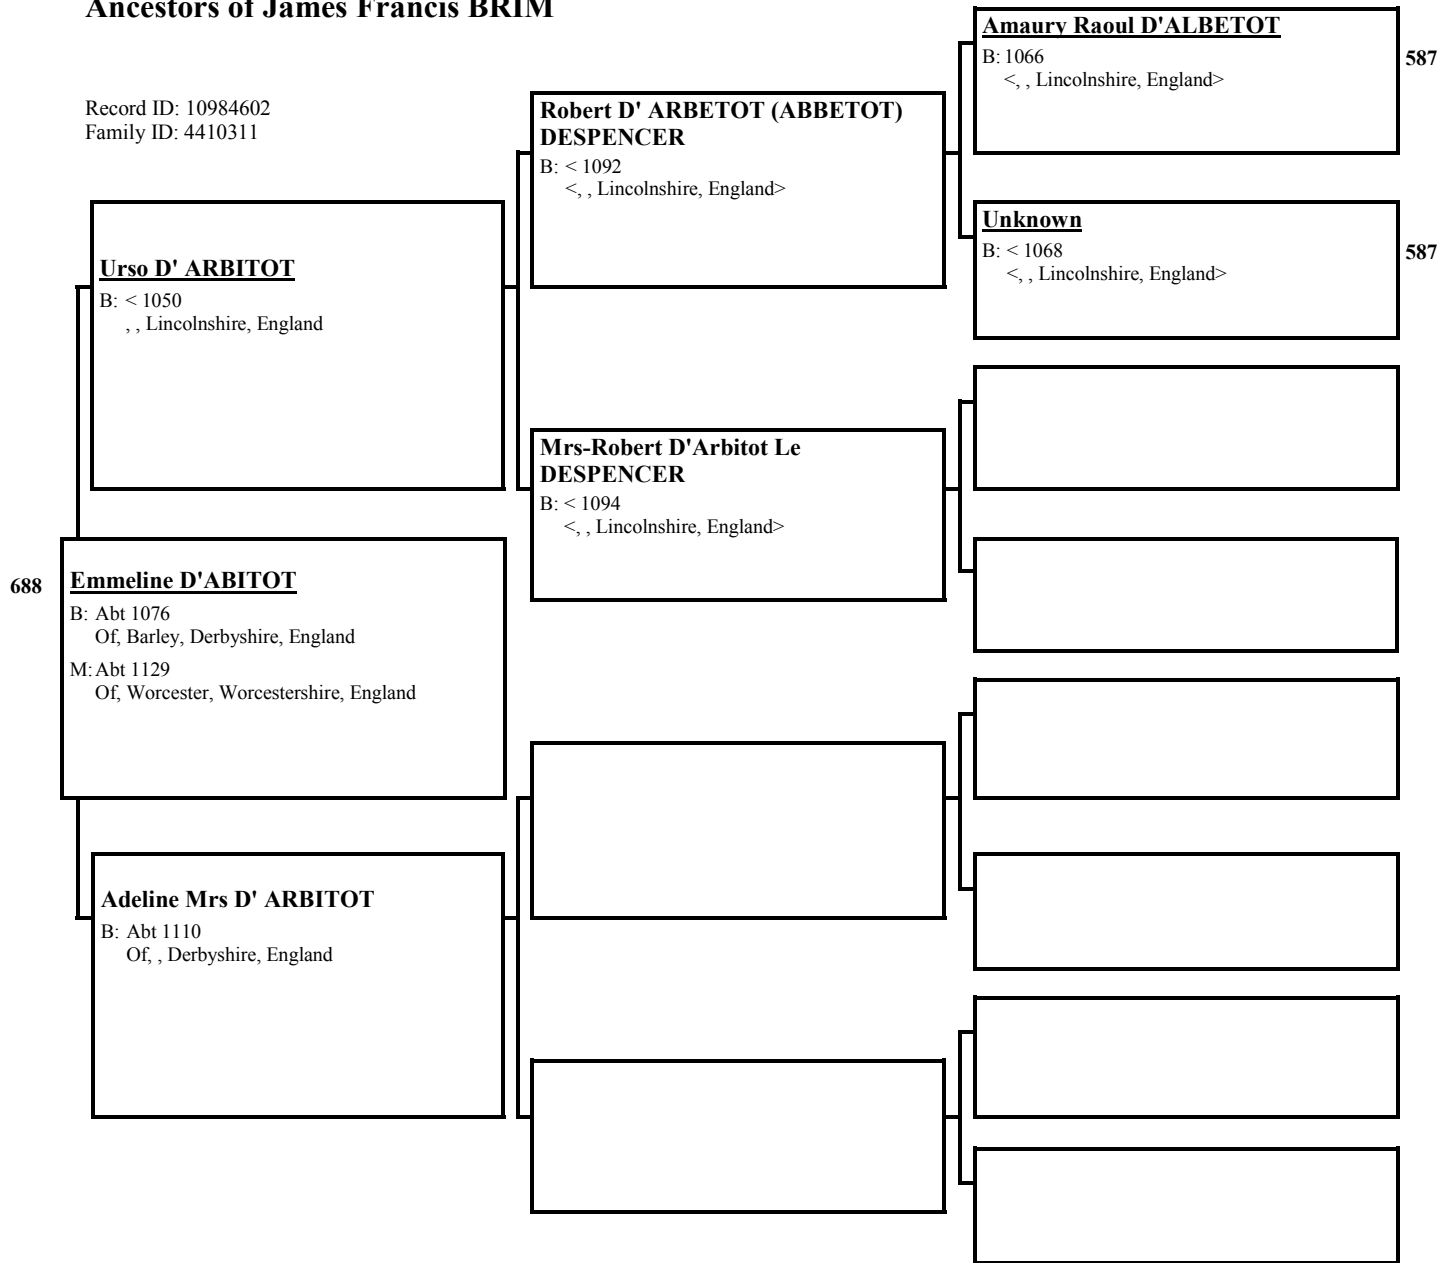 Ancestors of James Francis BRIM
Record ID: 10984602
Family ID: 4410311
688
Emmeline D'ABITOT
B: Abt 1076
Of, Barley, Derbyshire, England
M: Abt 1129
Of, Worcester, Worcestershire, England
Urso D' ARBITOT
B: < 1050
, , Lincolnshire, England
Adeline Mrs D' ARBITOT
B: Abt 1110
Of, , Derbyshire, England
Robert D' ARBETOT (ABBETOT)
DESPENCER
B: < 1092
<, , Lincolnshire, England>
Mrs-Robert D'Arbitot Le
DESPENCER
B: < 1094
<, , Lincolnshire, England>
Amaury Raoul D'ALBETOT
B: 1066
<, , Lincolnshire, England>
587
Unknown
B: < 1068
<, , Lincolnshire, England>
587